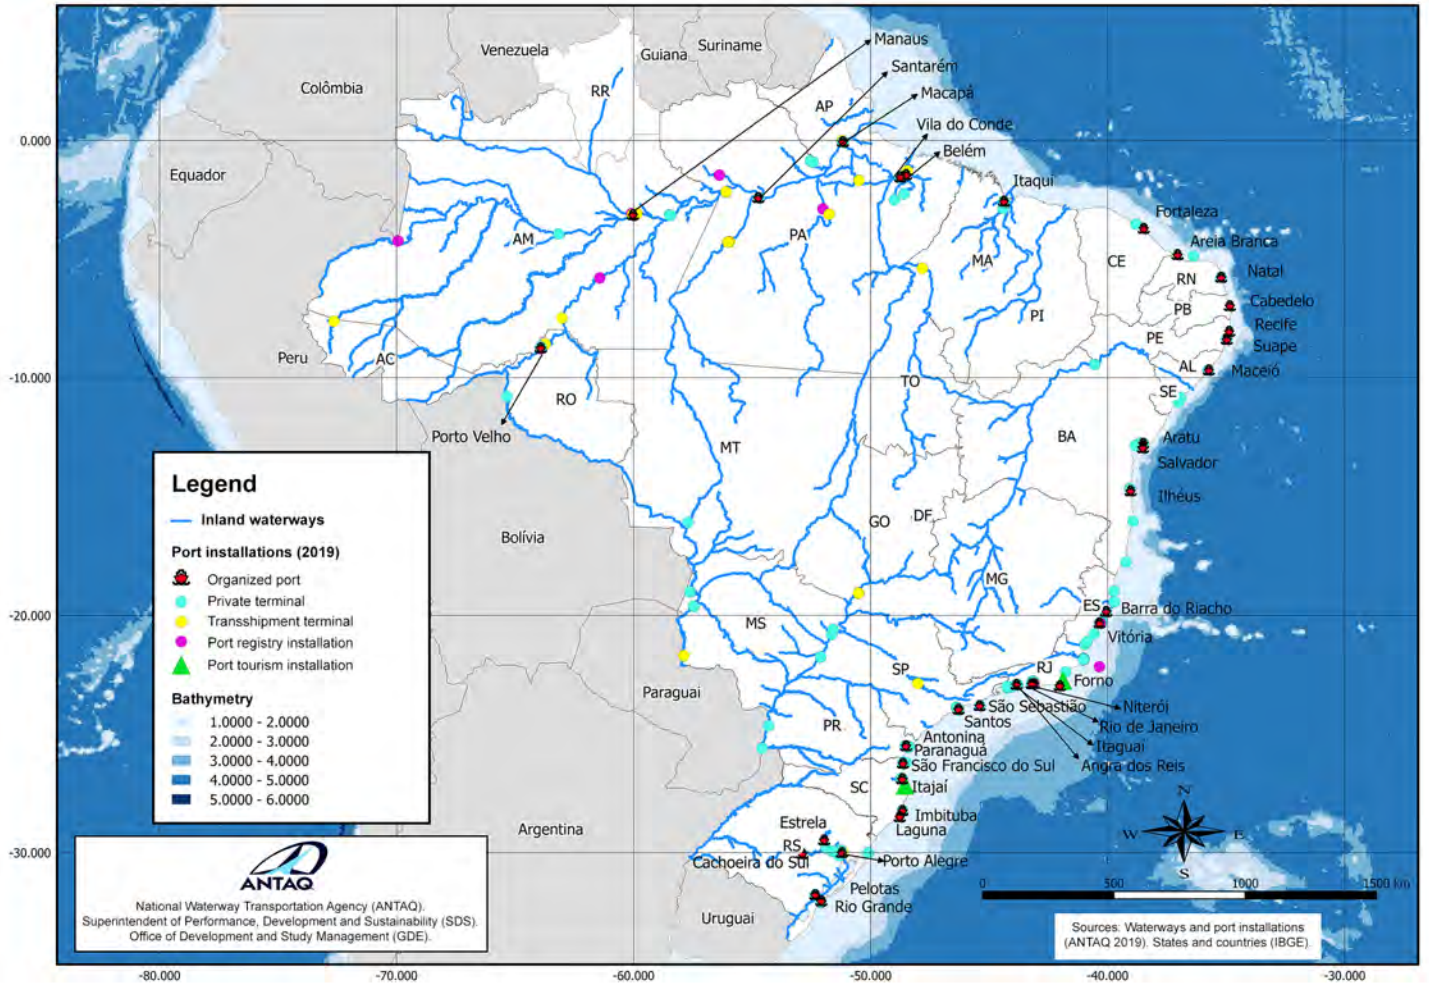 Venezuela
Suriname
Guiana
Colômbia
Manaus
Santarém
RR
AP
Macapá
Vila do Conde
Belém
0.000
Equador
Itaqui
Fortaleza
AM
PA
MA
CE
Areia Branca
RN
Natal
PI
PB
Cabedelo
Recife
PE
Suape
Peru
AC
AL
Maceió
-10.000
TO
SE
RO
Porto Velho
BA
Aratu
MT
Salvador
Ilhéus
GO
DF
Bolívia
MG
ES
Barra do Riacho
-20.000
MS
Vitória
SP
RJ
Forno
Paraguai
São Sebastião
Niterói
Santos
Rio de Janeiro
PR
Antonina
Itaguaí
Paranaguá
São Francisco do Sul
Angra dos Reis
SC
Itajaí
Imbituba
Estrela
Laguna
Argentina
RS
-30.000
Cachoeira do Sul
Porto Alegre
Pelotas
Rio Grande
Uruguai
Legend
Inland waterways
Port installations (2019)
Organized port
Private terminal
Transshipment terminal
Port registry installation
Port tourism installation
Bathymetry
1.0000 - 2.0000
2.0000 - 3.0000
3.0000 - 4.0000
4.0000 - 5.0000
5.0000 - 6.0000
ANTAQ
National Waterway Transportation Agency (ANTAQ).
Superintendent of Performance, Development and Sustainability (SDS).
Office of Development and Study Management (GDE).
N
W E
S
0 500 1000 1500 km
Sources: Waterways and port installations
(ANTAQ 2019). States and countries (IBGE).
-80.000 -70.000 -60.000 -50.000 -40.000 -30.000